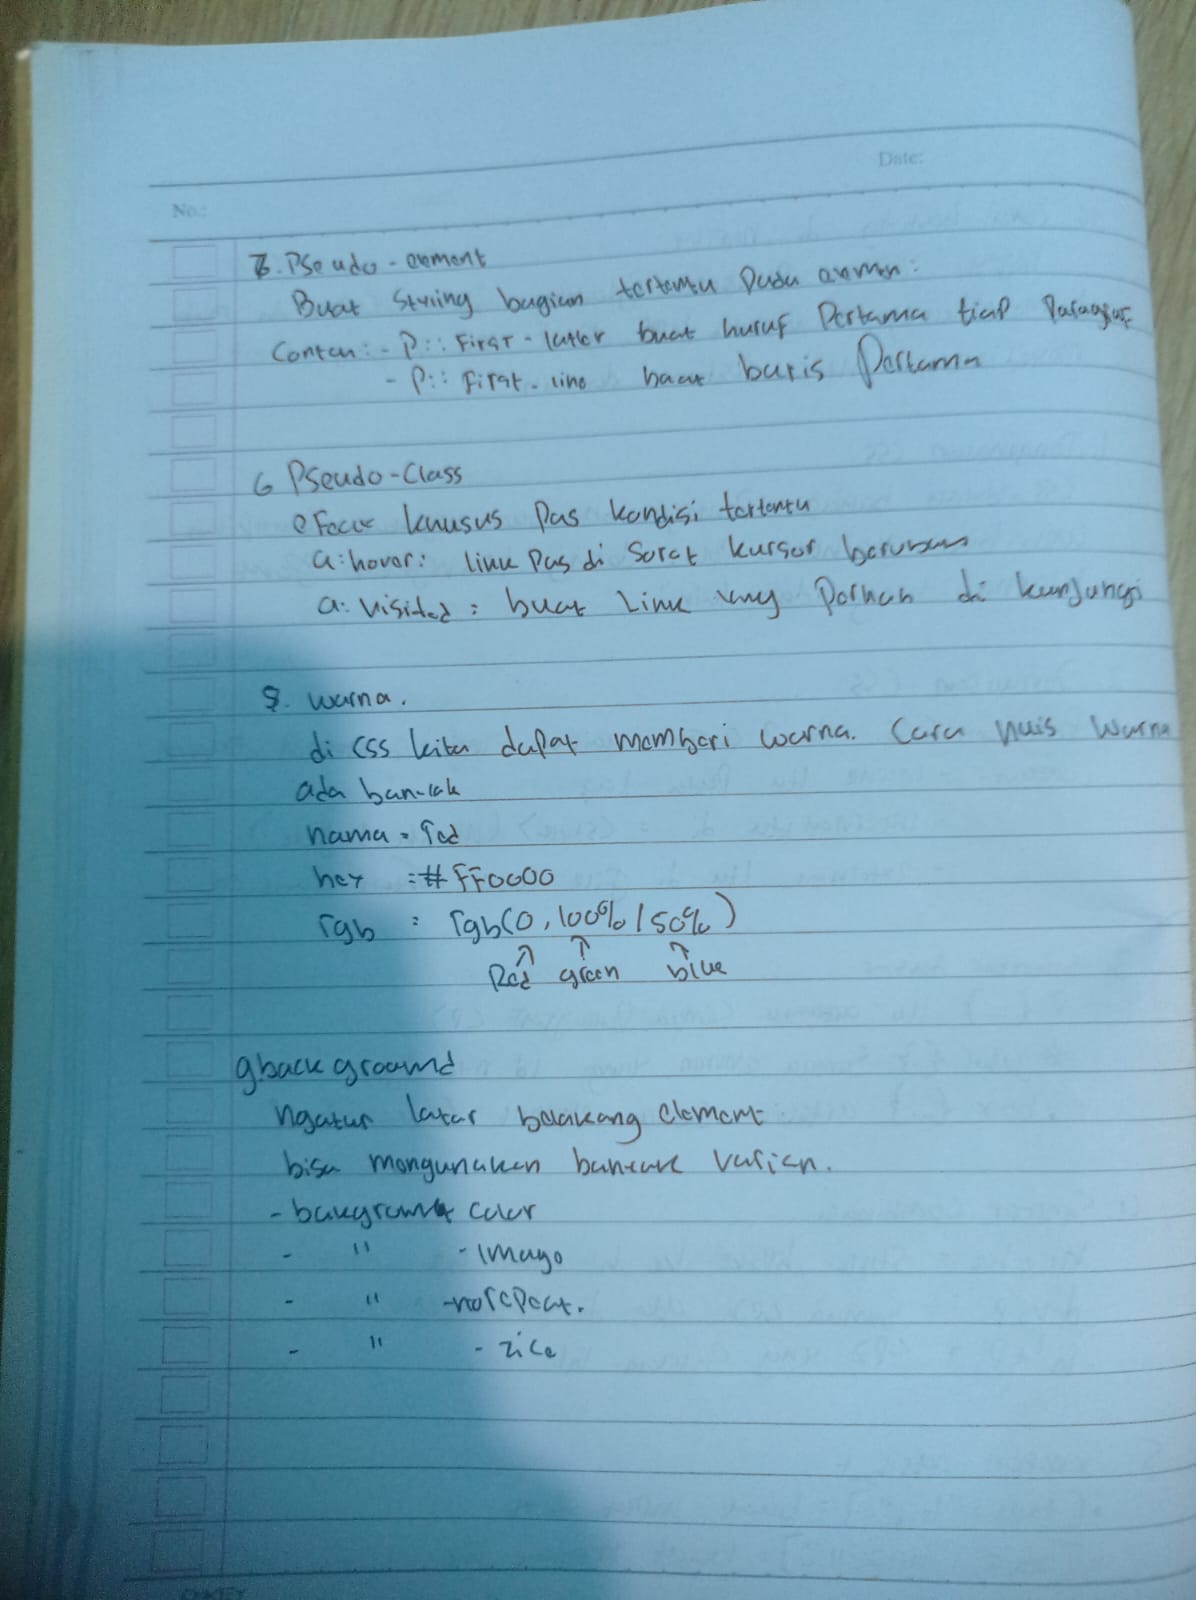 Date:
No.:
7. Pseudo - element
Buat Styling bagian tertentu pada elemen:
Contoh: - P:: First - letter buat huruf Pertama tiap Paragraf
- P:: First - line buat baris Pertama
6 Pseudo-Class
efect khusus pas kondisi tertentu
a:hover: link pas di sorot kursor berubah
a: visited : buat Link yang Pernah di kunjungi
8. warna.
di CSS kita dapat memberi warna. Cara nulis warna
ada banyak
nama = red
hex : # FF0000
rgb : rgb(0, 100% / 50%)
Red green blue
9 background
ngatur latar belakang element
bisa mengunakan banyak varian.
- background color
- " - image
- " - norepeat.
- " - zice